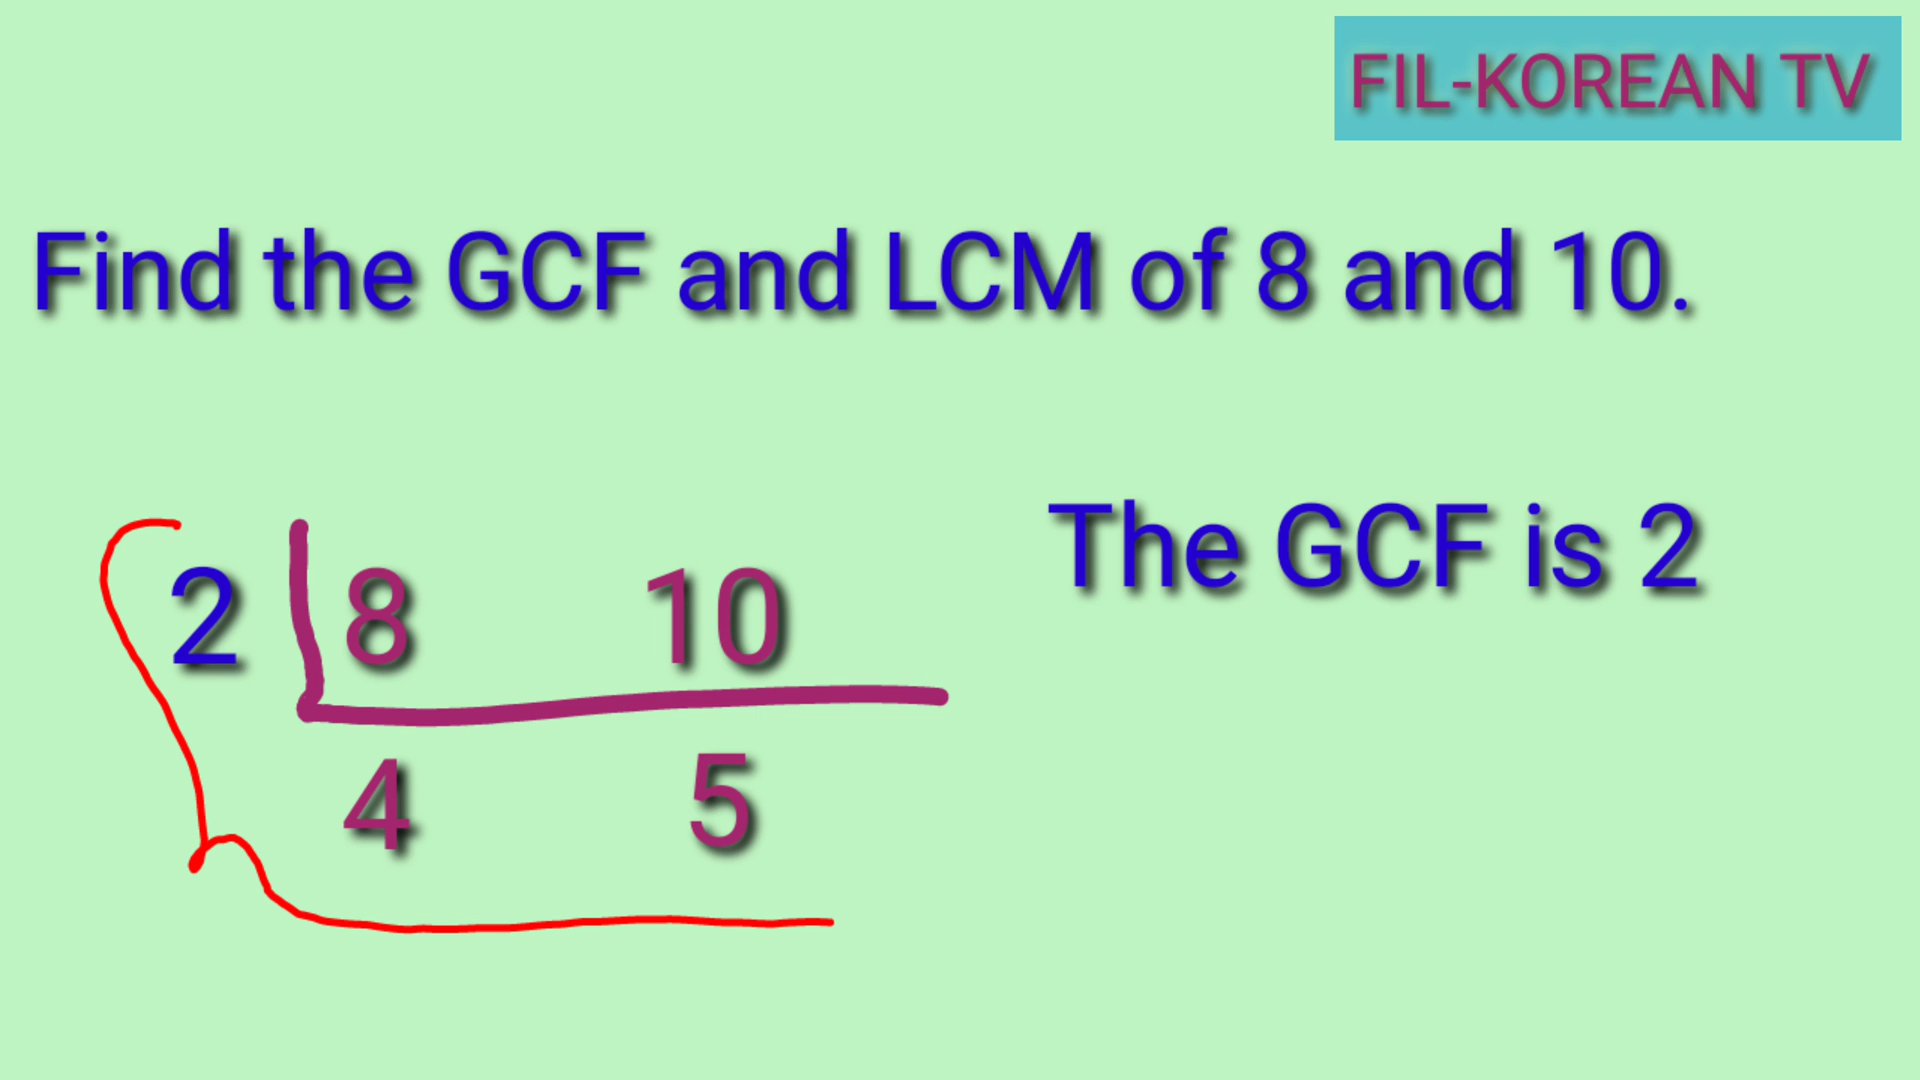 FIL-KOREAN TV
Find the GCF and LCM of 8 and 10.
The GCF is 2
2 8 10
4 5